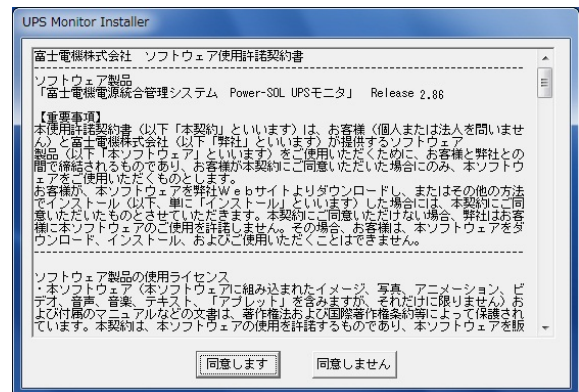 UPS Monitor Installer
富士電機株式会社 ソフトウェア使用許諾契約書
ソフトウェア製品
「富士電機電源統合管理システム Power-SOL UPSモニタ」 Release 2.86
【重要事項】
本使用許諾契約書（以下「本契約」といいます）は、お客様（個人または法人を問いませ
ん）と富士電機株式会社（以下「弊社」といいます）が提供するソフトウェア
製品（以下「本ソフトウェア」といいます）をご使用いただくために、お客様と弊社との
間で締結されるものであり、お客様が本契約にご同意いただいた場合にのみ、本ソフトウ
ェアをご使用いただくものとします。
お客様が、本ソフトウェアを弊社Ｗｅｂサイトよりダウンロードし、またはその他の方法
でインストール（以下、単に「インストール」といいます）した場合には、本契約にご同
意いただいたものとさせていただきます。本契約にご同意いただけない場合、弊社はお客
様に本ソフトウェアのご使用を許諾しません。その場合、お客様は、本ソフトウェアをダ
ウンロード、インストール、およびご使用いただくことはできません。
ソフトウェア製品の使用ライセンス
・本ソフトウェア（本ソフトウェアに組み込まれたイメージ、写真、アニメーション、ビ
デオ、音声、音楽、テキスト、「アプレット」を含みますが、それだけに限りません）お
よび付属のマニュアルなどの文書は、著作権法および国際著作権条約等によって保護され
ています。本契約は、本ソフトウェアの使用を許諾するものであり、本ソフトウェアを販
同意します
同意しません